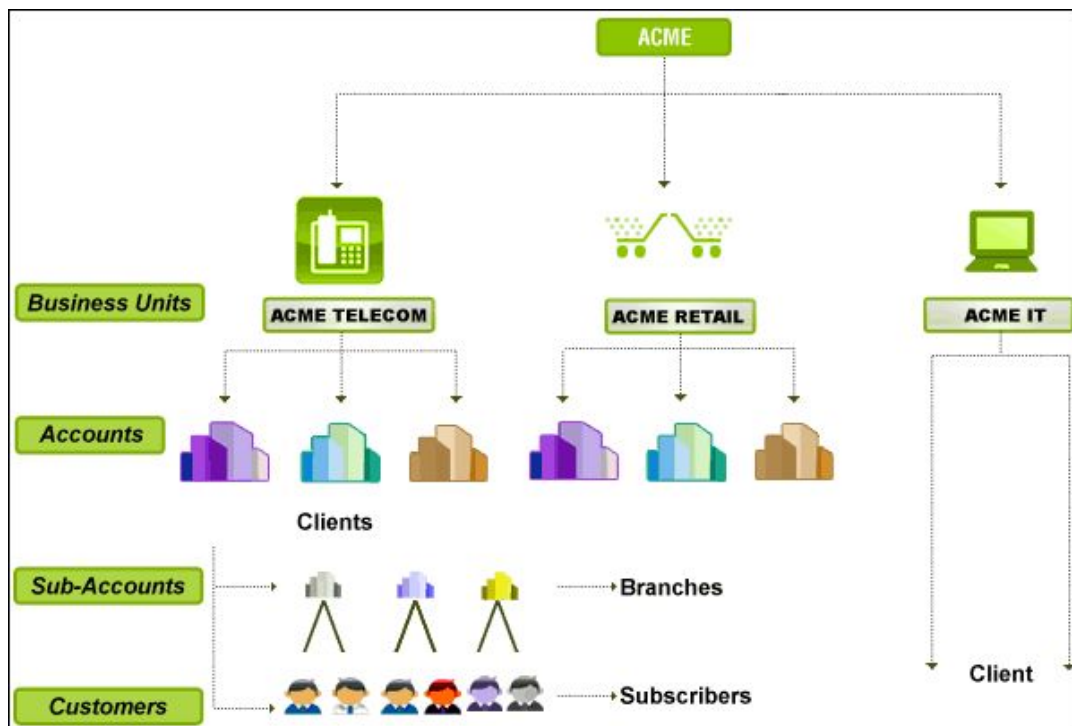 ACME
Business Units
ACME TELECOM
ACME RETAIL
ACME IT
Accounts
Clients
Sub-Accounts
Branches
Client
Customers
Subscribers